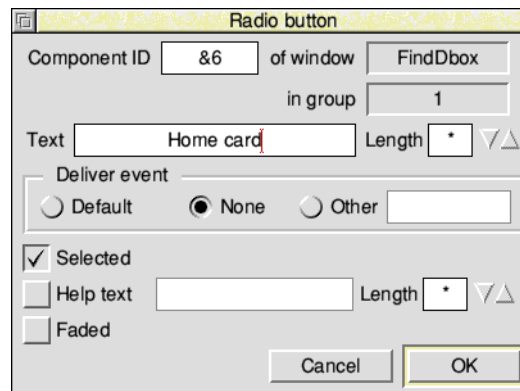 Radio button
Component ID &6 of window FindDbox
in group 1
Text Home card Length *
Deliver event
Default None Other
Selected
Help text Length *
Faded
Cancel OK